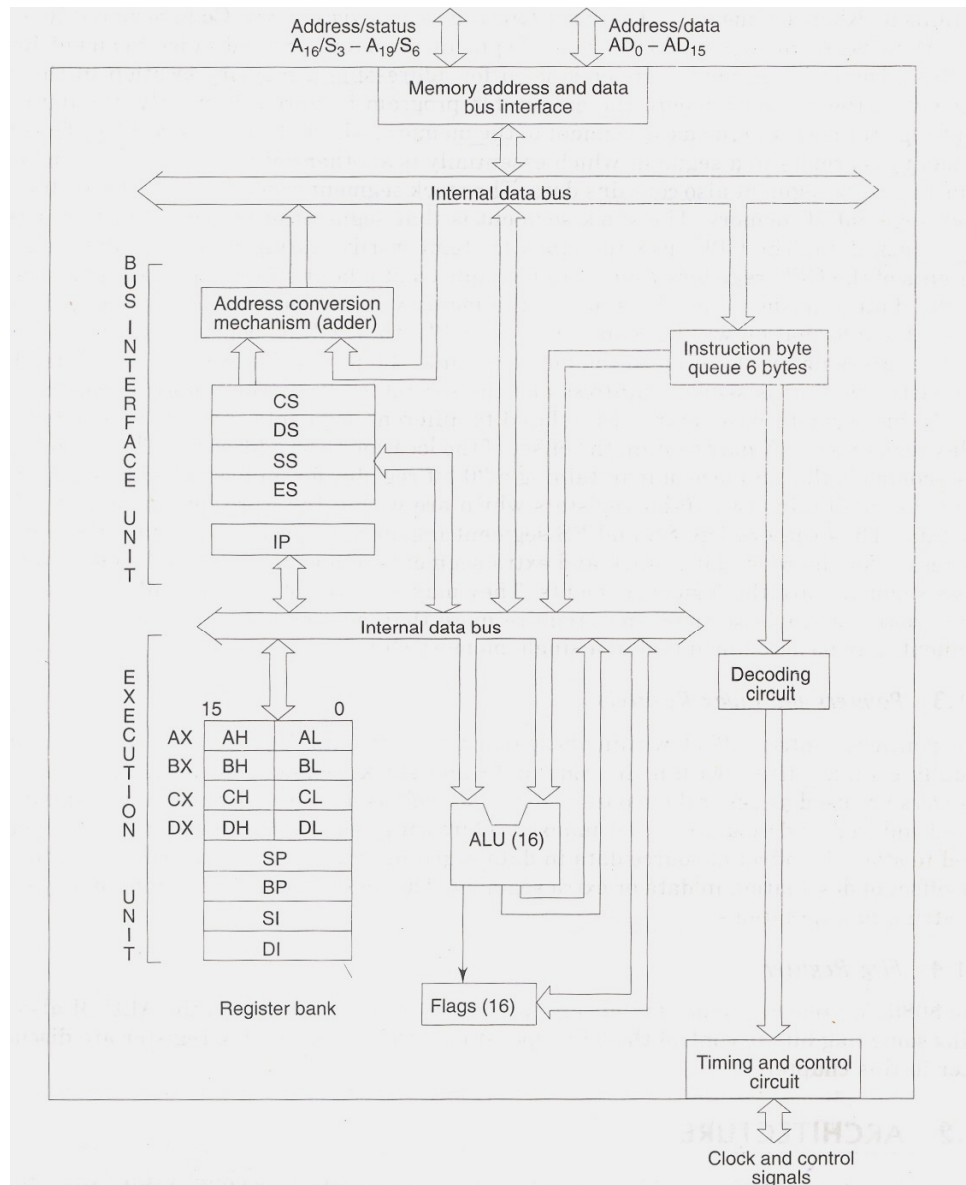 Address/status
A16/S3 – A19/S6
Address/data
AD0 – AD15
Memory address and data
bus interface
Internal data bus
BUS INTERFACE UNIT
Address conversion
mechanism (adder)
Instruction byte
queue 6 bytes
CS
DS
SS
ES
IP
Internal data bus
EXECUTION UNIT
Decoding
circuit
15 0
AX AH AL
BX BH BL
CX CH CL
DX DH DL
SP
BP
SI
DI
ALU (16)
Register bank
Flags (16)
Timing and control
circuit
Clock and control
signals